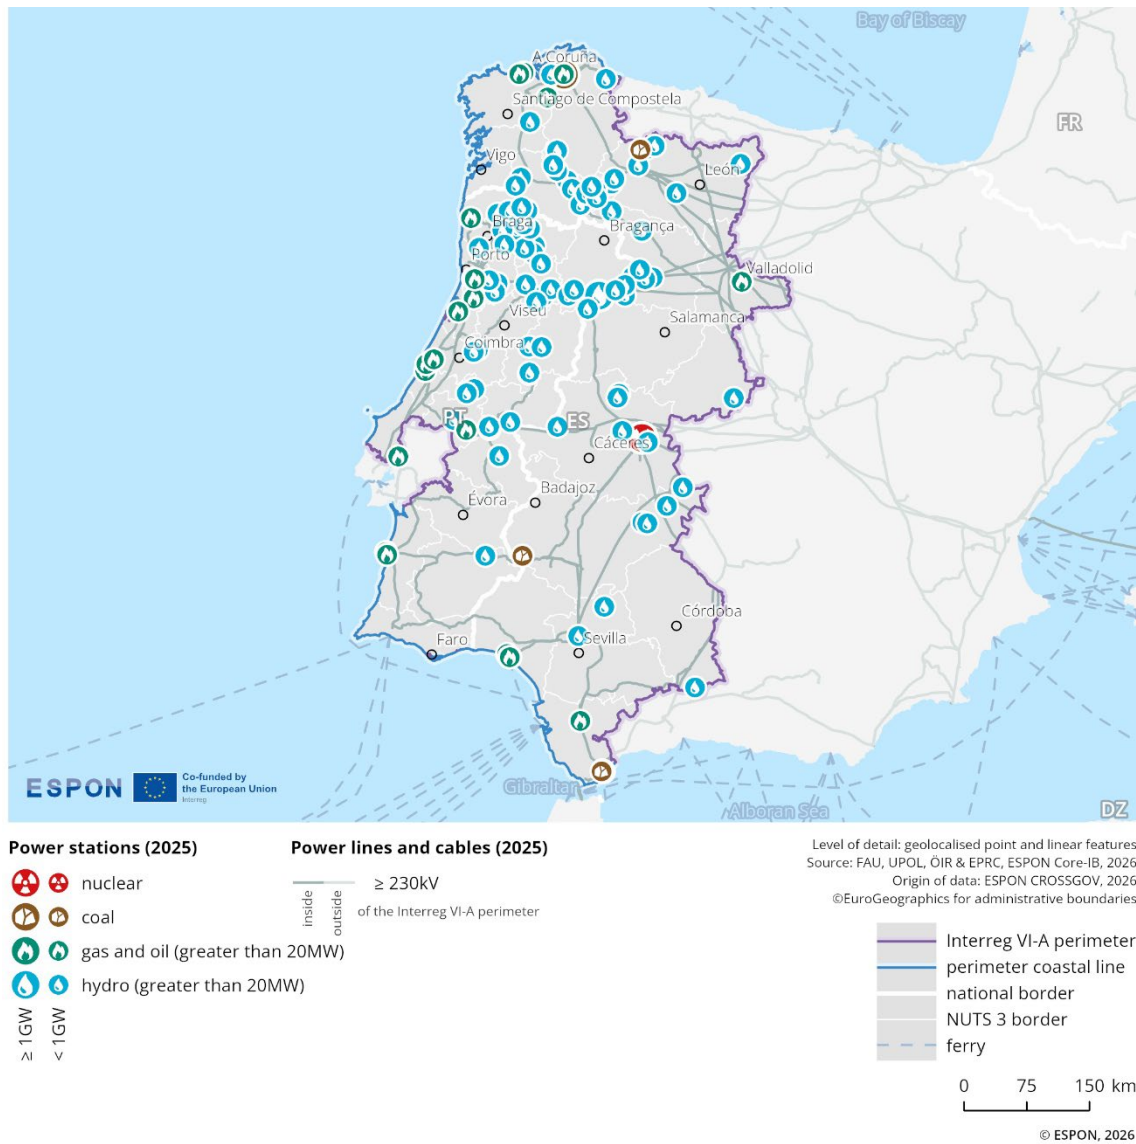 Bay of Biscay
A Coruña
Santiago de Compostela
FR
Vigo
León
Braga
Bragança
Porto
Valladolid
Viseu
Salamanca
Coimbra
PT
ES
Cáceres
Badajoz
Évora
Córdoba
Faro
Sevilla
ESPON
Co-funded by
the European Union
Interreg
Gibraltar
Alboran Sea
DZ
Power stations (2025)
nuclear
coal
gas and oil (greater than 20MW)
hydro (greater than 20MW)
≥ 1GW
< 1GW
Power lines and cables (2025)
≥ 230kV
inside
outside
of the Interreg VI-A perimeter
Level of detail: geolocalised point and linear features
Source: FAU, UPOL, ÖIR & EPRC, ESPON Core-IB, 2026
Origin of data: ESPON CROSSGOV, 2026
©EuroGeographics for administrative boundaries
Interreg VI-A perimeter
perimeter coastal line
national border
NUTS 3 border
ferry
0 75 150 km
© ESPON, 2026